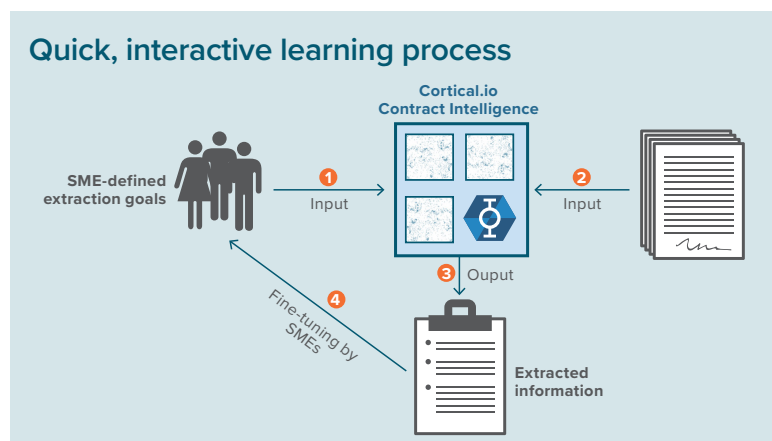 Quick, interactive learning process
Cortical.io
Contract Intelligence
SME-defined
extraction goals
1
Input
2
Input
3
Ouput
4
Fine-tuning by
SMEs
Extracted
information